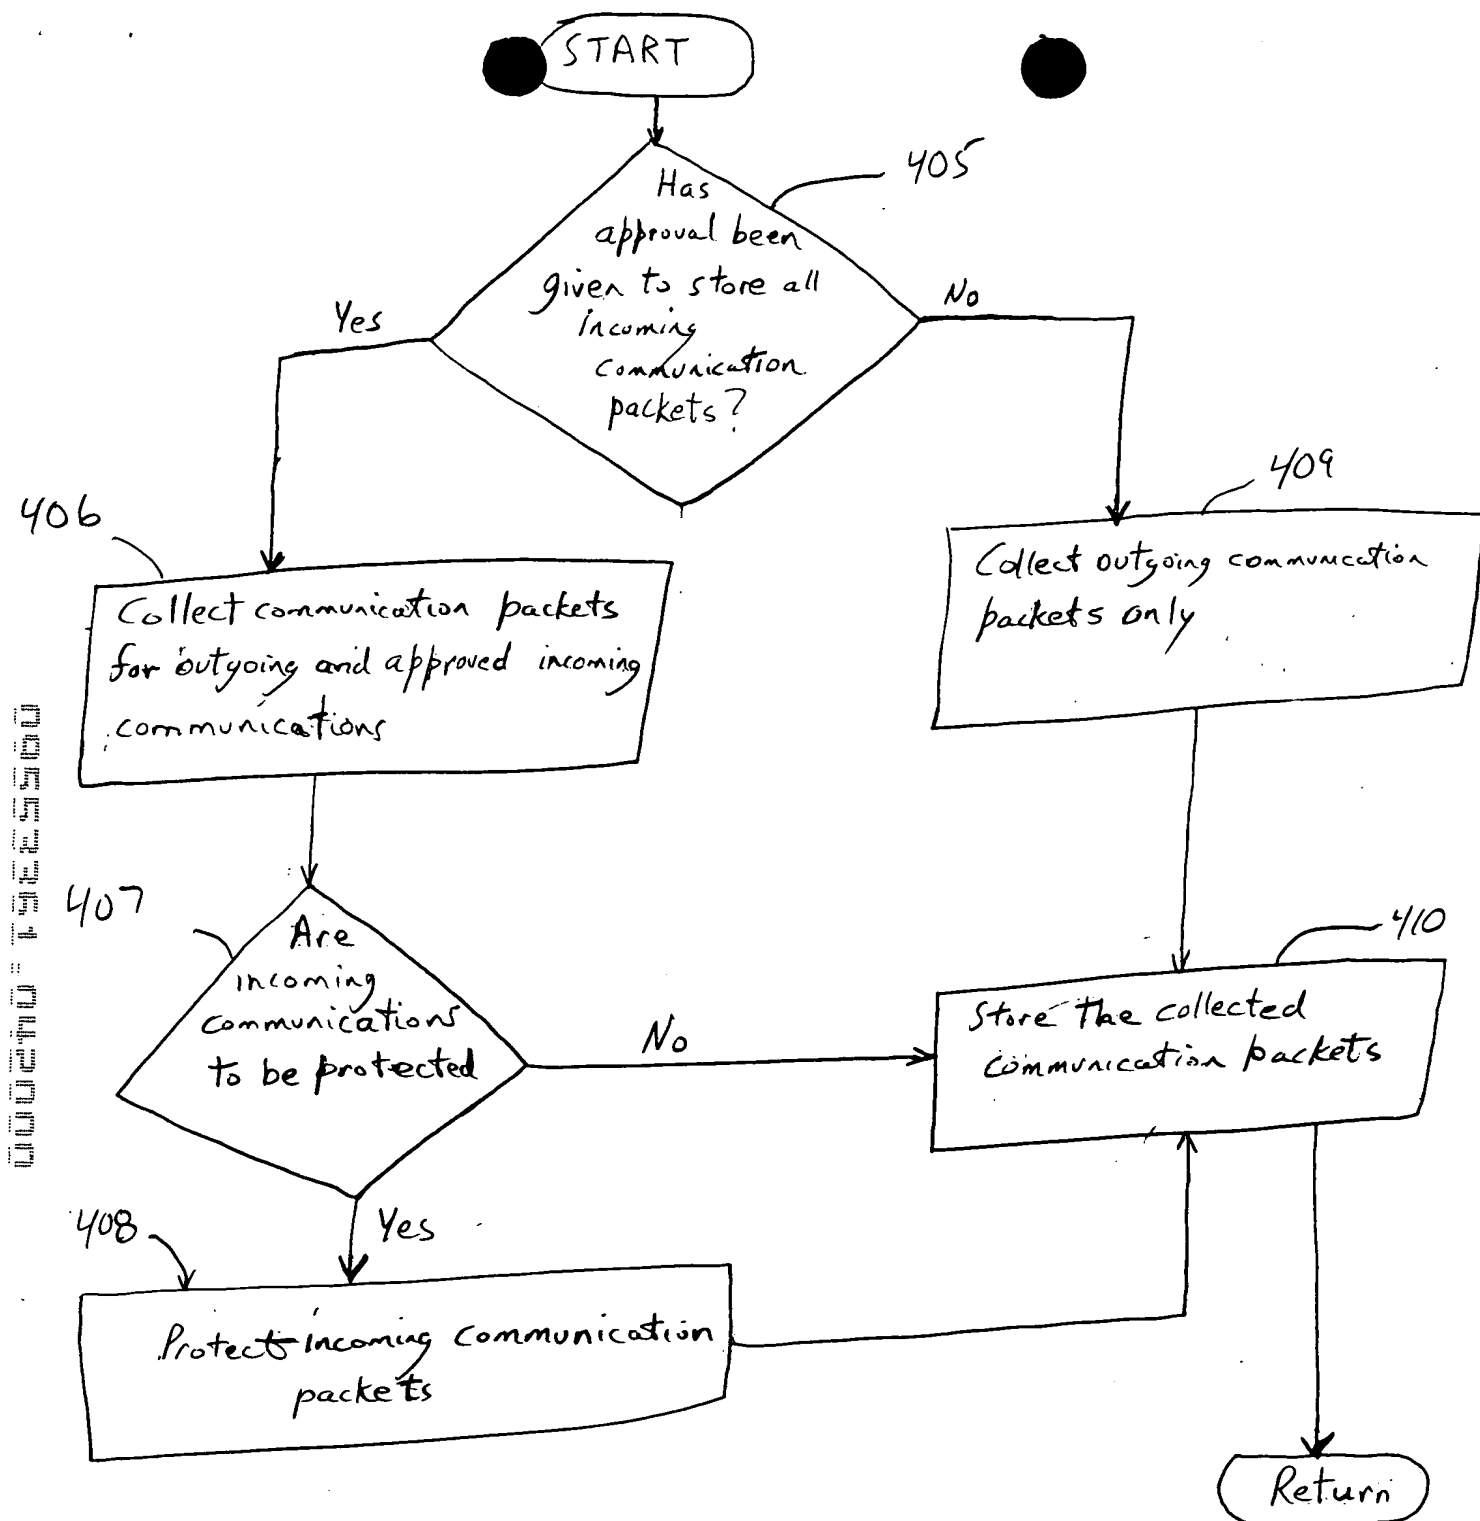 START
405
Has
approval been
given to store all
incoming
communication
packets?
Yes
No
406
409
Collect communication packets
for outgoing and approved incoming
communications
Collect outgoing communication
packets only
407
Are
incoming
communications
to be protected
No
410
Store the collected
communication packets
408
Yes
Protect incoming communication
packets
Return